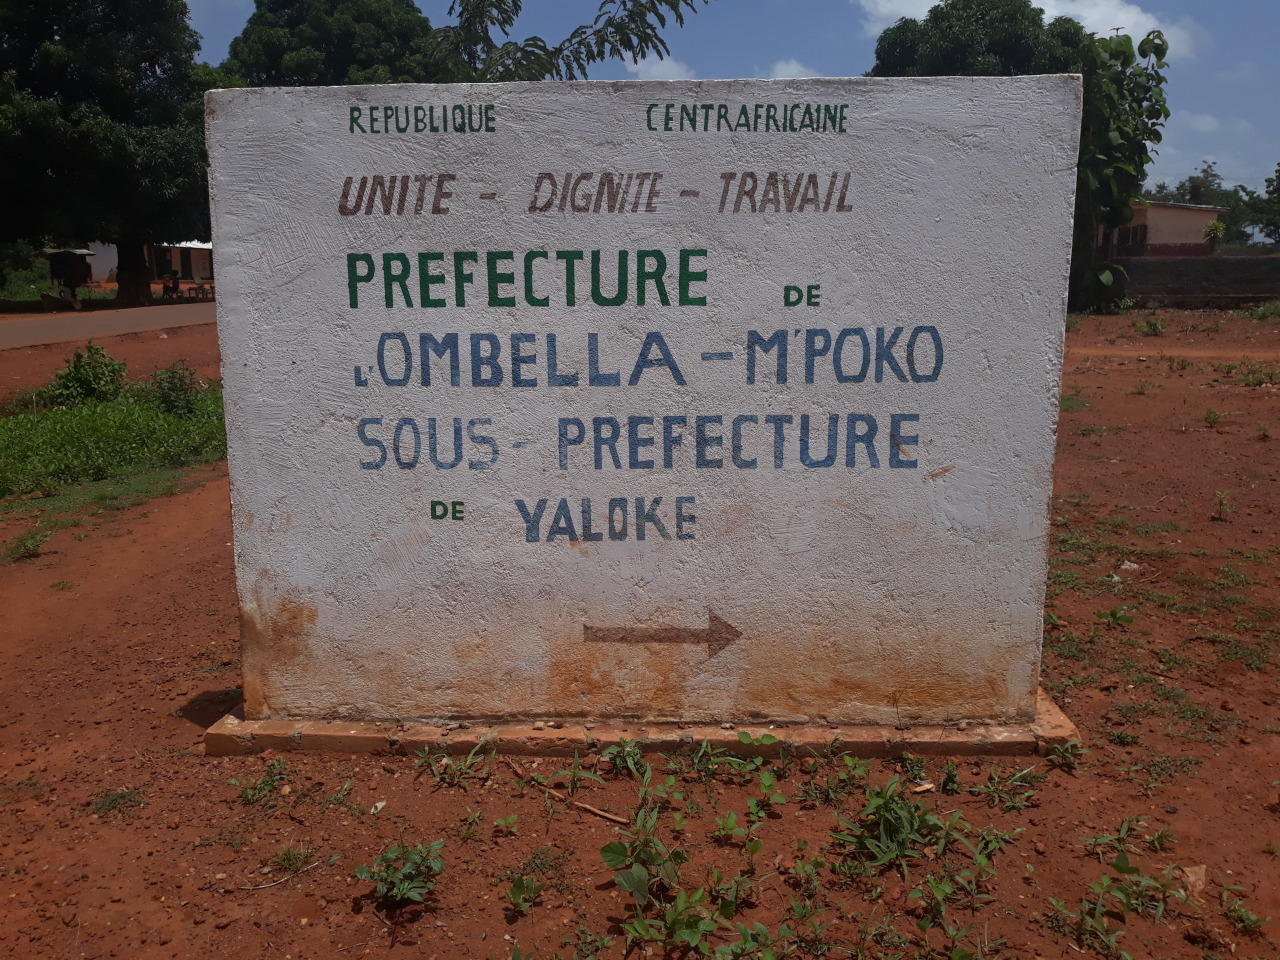 REPUBLIQUE CENTRAFRICAINE
UNITE - DIGNITE - TRAVAIL
PREFECTURE DE
L'OMBELLA - M'POKO
SOUS - PREFECTURE
DE YALOKE